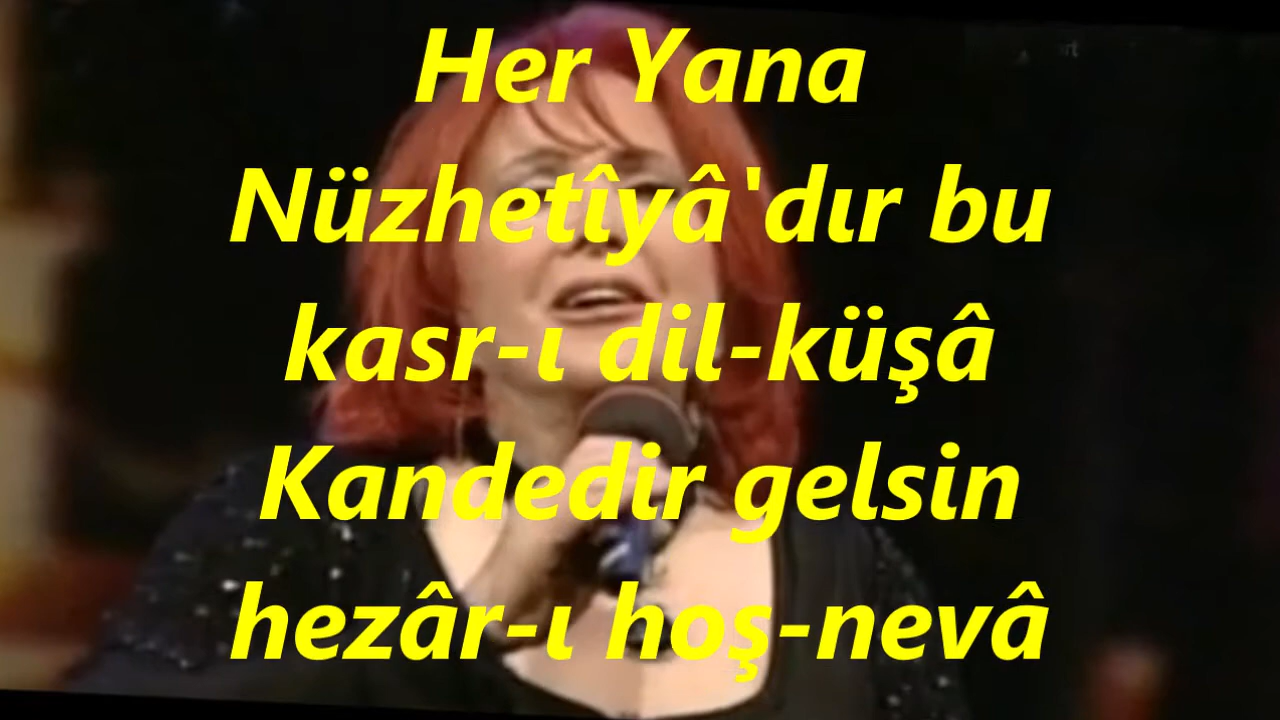 Her Yana
Nüzhetîyâ'dır bu
kasr-ı dil-küşâ
Kandedir gelsin
hezâr-ı hoş-nevâ